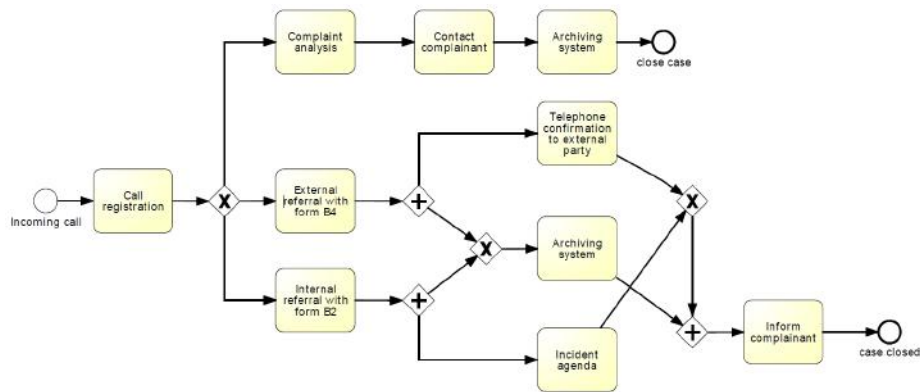 Complaint
analysis
Contact
complainant
Archiving
system
close case
Telephone
confirmation
to external
party
Call
registration
Incoming call
External
referral with
form B4
Archiving
system
Internal
referral with
form B2
Incident
agenda
Inform
complainant
case closed